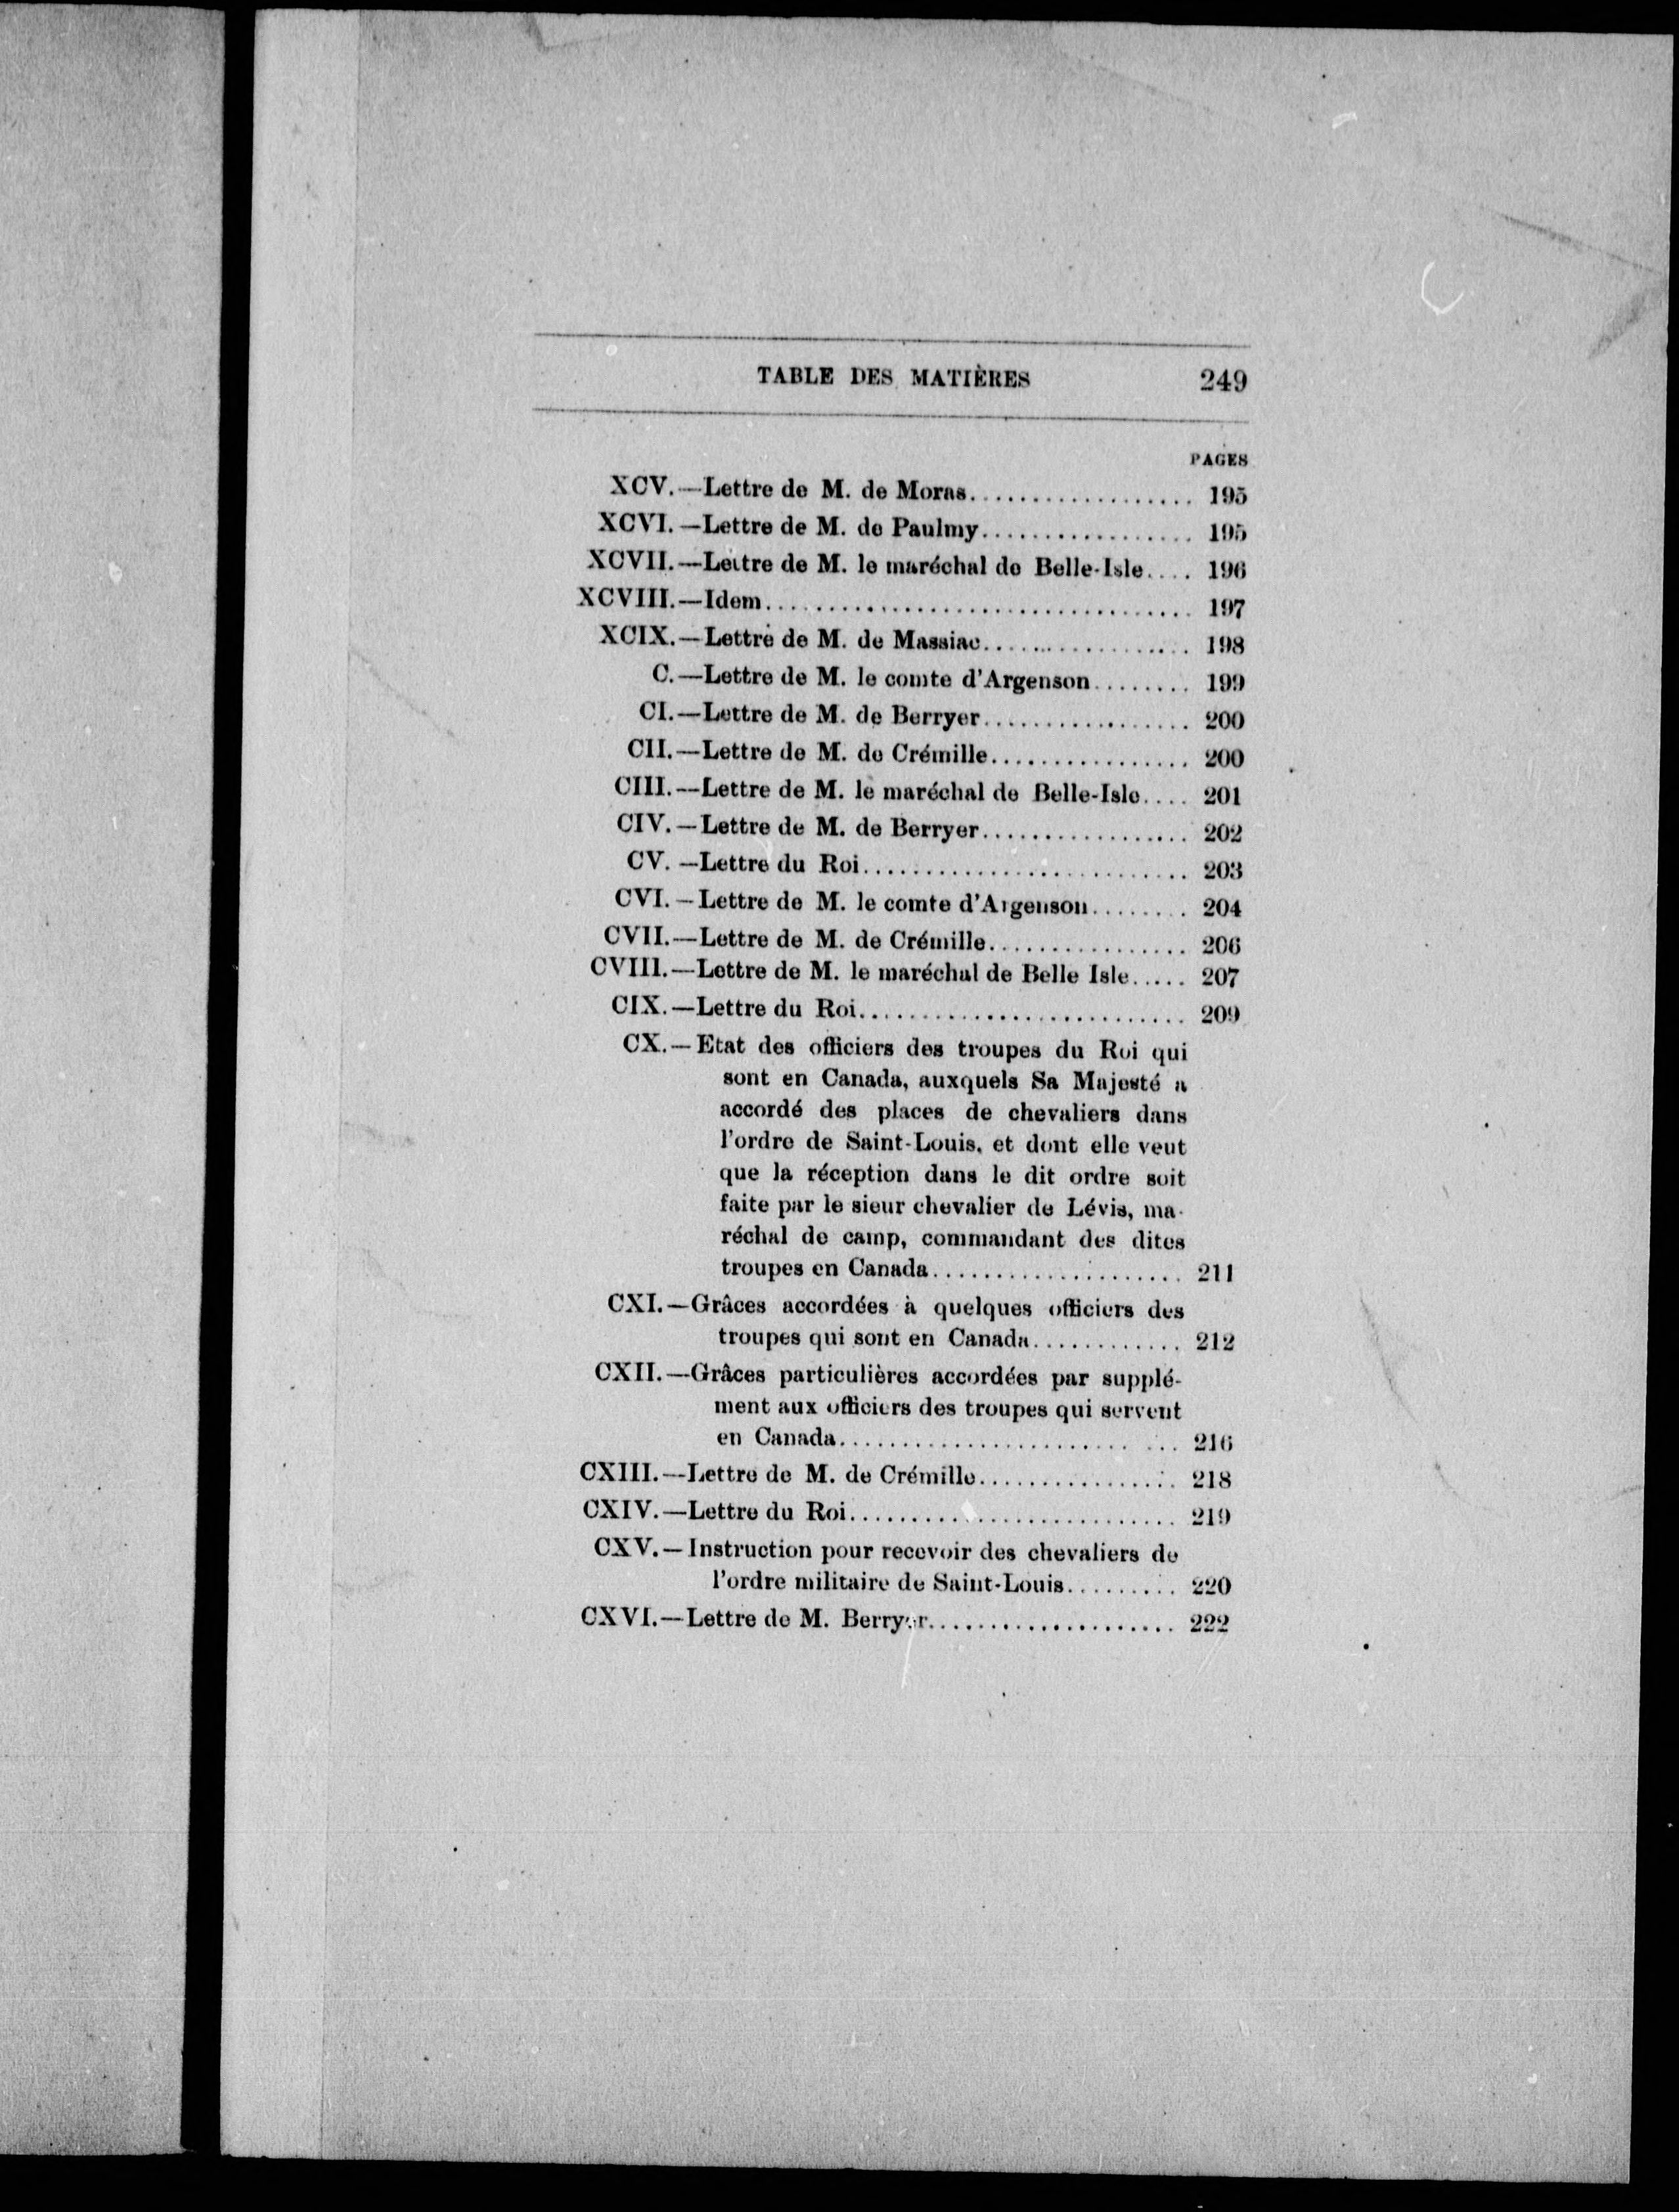 TABLE DES MATIÈRES 249
PAGES
XCV.—Lettre de M. de Moras.................. 195
XCVI.—Lettre de M. de Paulmy................. 195
XCVII.—Lettre de M. le maréchal de Belle-Isle.... 196
XCVIII.—Idem.................................. 197
XCIX.—Lettre de M. de Massiac................. 198
C.—Lettre de M. le comte d'Argenson........ 199
CI.—Lettre de M. de Berryer................. 200
CII.—Lettre de M. de Crémille................ 200
CIII.—Lettre de M. le maréchal de Belle-Isle.... 201
CIV.—Lettre de M. de Berryer................. 202
CV.—Lettre du Roi.......................... 203
CVI.—Lettre de M. le comte d'Argenson........ 204
CVII.—Lettre de M. de Crémille................ 206
CVIII.—Lettre de M. le maréchal de Belle Isle..... 207
CIX.—Lettre du Roi.......................... 209
CX.—Etat des officiers des troupes du Roi qui
sont en Canada, auxquels Sa Majesté a
accordé des places de chevaliers dans
l'ordre de Saint-Louis, et dont elle veut
que la réception dans le dit ordre soit
faite par le sieur chevalier de Lévis, ma-
réchal de camp, commandant des dites
troupes en Canada.................... 211
CXI.—Grâces accordées à quelques officiers des
troupes qui sont en Canada............ 212
CXII.—Grâces particulières accordées par supplé-
ment aux officiers des troupes qui servent
en Canada........................... 216
CXIII.—Lettre de M. de Crémille................ 218
CXIV.—Lettre du Roi.......................... 219
CXV.—Instruction pour recevoir des chevaliers de
l'ordre militaire de Saint-Louis......... 220
CXVI.—Lettre de M. Berryer.................... 222